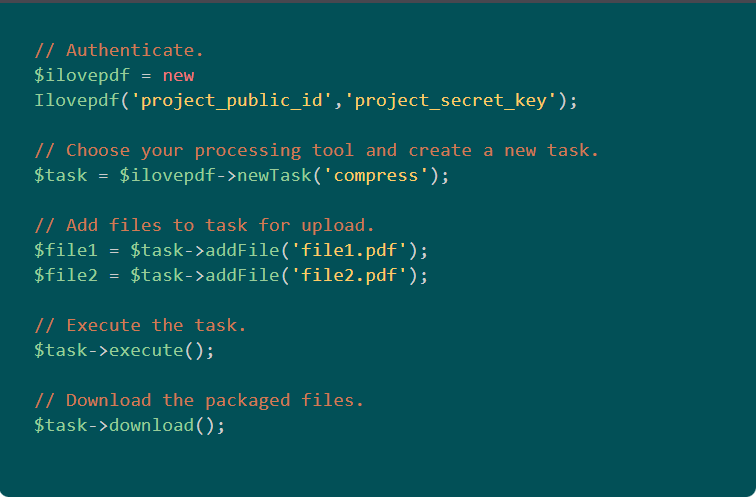 // Authenticate.
$ilovepdf = new
Ilovepdf('project_public_id','project_secret_key');
// Choose your processing tool and create a new task.
$task = $ilovepdf->newTask('compress');
// Add files to task for upload.
$file1 = $task->addFile('file1.pdf');
$file2 = $task->addFile('file2.pdf');
// Execute the task.
$task->execute();
// Download the packaged files.
$task->download();